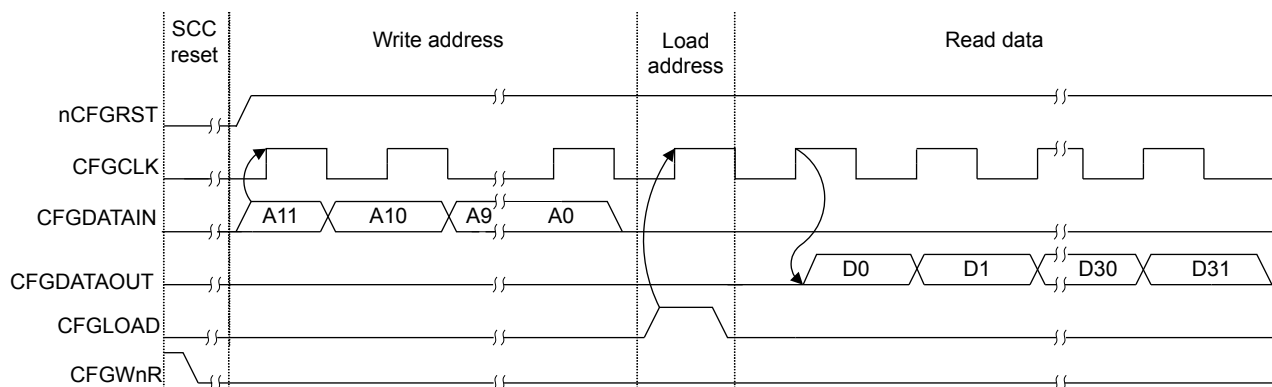 SCC
reset
Write address
Load
address
Read data
nCFGRST
CFGCLK
CFGDATAIN
A11 A10 A9 A0
CFGDATAOUT
D0 D1 D30 D31
CFGLOAD
CFGWnR